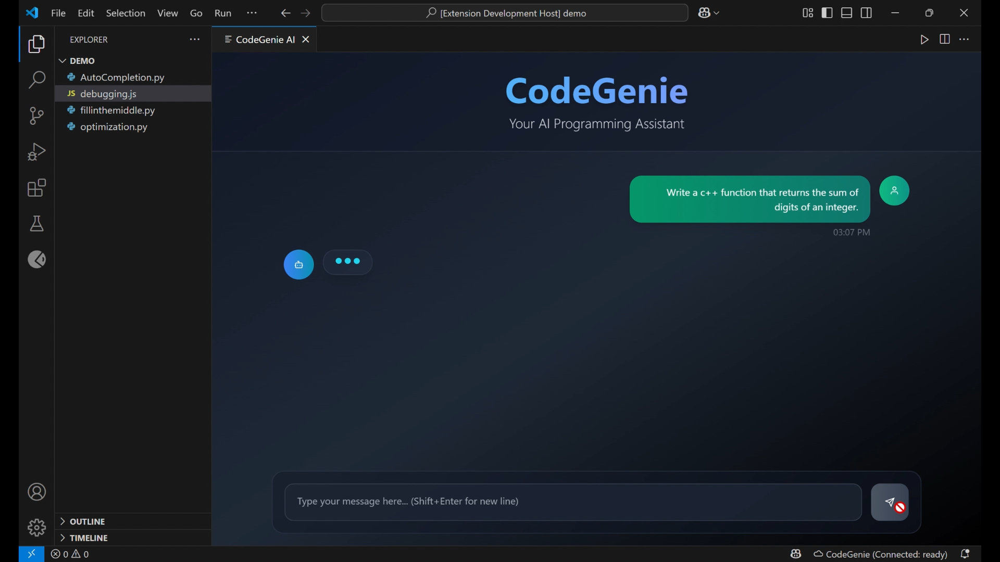 File Edit Selection View Go Run ··· [Extension Development Host] demo
EXPLORER ···
CodeGenie AI
DEMO
AutoCompletion.py
JS debugging.js
fillinthemiddle.py
optimization.py
CodeGenie
Your AI Programming Assistant
Write a c++ function that returns the sum of
digits of an integer.
03:07 PM
Type your message here... (Shift+Enter for new line)
OUTLINE
TIMELINE
0 0 CodeGenie (Connected: ready)